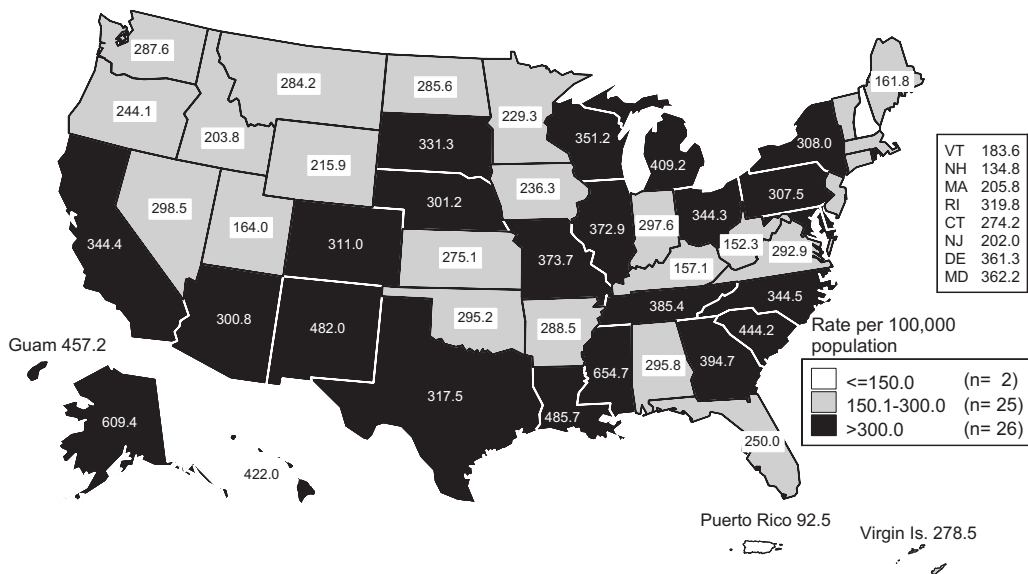 287.6
244.1
203.8
284.2
285.6
229.3
161.8
351.2
308.0
331.3
215.9
409.2
236.3
307.5
301.2
297.6
344.3
298.5
372.9
152.3
344.4
164.0
311.0
292.9
275.1
373.7
157.1
385.4
344.5
300.8
482.0
295.2
288.5
444.2
654.7
295.8
394.7
317.5
485.7
250.0
VT 183.6
NH 134.8
MA 205.8
RI 319.8
CT 274.2
NJ 202.0
DE 361.3
MD 362.2
Rate per 100,000
population
<=150.0 (n= 2)
150.1-300.0 (n= 25)
>300.0 (n= 26)
Guam 457.2
609.4
422.0
Puerto Rico 92.5
Virgin Is. 278.5